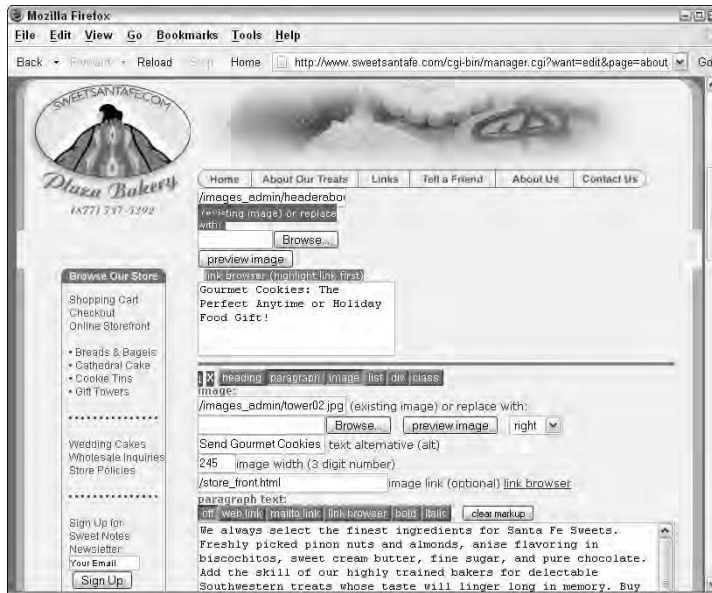 Mozilla Firefox
File Edit View Go Bookmarks Tools Help
Back Forward Reload Stop Home http://www.sweetsantafe.com/cgi-bin/manager.cgi?want=edit&page=about Go
SWEETSANTAFE.COM
Plaza Bakery
(877) 737-5292
Home About Our Treats Links Tell a Friend About Us Contact Us
/images_admin/headerabou
(existing image) or replace
with:
Browse...
preview image
link browser (highlight link first)
Gourmet Cookies: The
Perfect Anytime or Holiday
Food Gift!
Browse Our Store
Shopping Cart
Checkout
Online Storefront
• Breads & Bagels
• Cathedral Cake
• Cookie Tins
• Gift Towers
Wedding Cakes
Wholesale Inquiries
Store Policies
Sign Up for
Sweet Notes
Newsletter
Your Email
Sign Up
X heading paragraph image list div class
image:
/images_admin/tower02.jpg (existing image) or replace with:
Browse... preview image right
Send Gourmet Cookies text alternative (alt)
245 image width (3 digit number)
/store_front.html image link (optional) link browser
paragraph text:
off web link mailto link link browser bold italic clear markup
We always select the finest ingredients for Santa Fe Sweets.
Freshly picked pinon nuts and almonds, anise flavoring in
biscochitos, sweet cream butter, fine sugar, and pure chocolate.
Add the skill of our highly trained bakers for delectable
Southwestern treats whose taste will linger long in memory. Buy